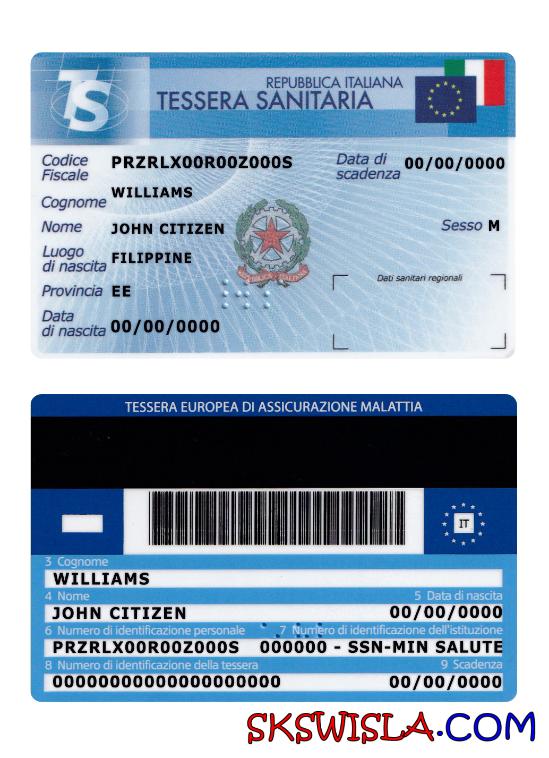 TS
REPUBBLICA ITALIANA
TESSERA SANITARIA
Codice Fiscale PRZRLX00R00Z000S
Data di scadenza 00/00/0000
Cognome WILLIAMS
Nome JOHN CITIZEN
Sesso M
Luogo di nascita FILIPPINE
Dati sanitari regionali
Provincia EE
Data di nascita 00/00/0000
TESSERA EUROPEA DI ASSICURAZIONE MALATTIA
IT
3 Cognome
WILLIAMS
4 Nome 5 Data di nascita
JOHN CITIZEN 00/00/0000
6 Numero di identificazione personale 7 Numero di identificazione dell'istituzione
PRZRLX00R00Z000S 000000 - SSN-MIN SALUTE
8 Numero di identificazione della tessera 9 Scadenza
00000000000000000000 00/00/0000
SKSWISLA.COM